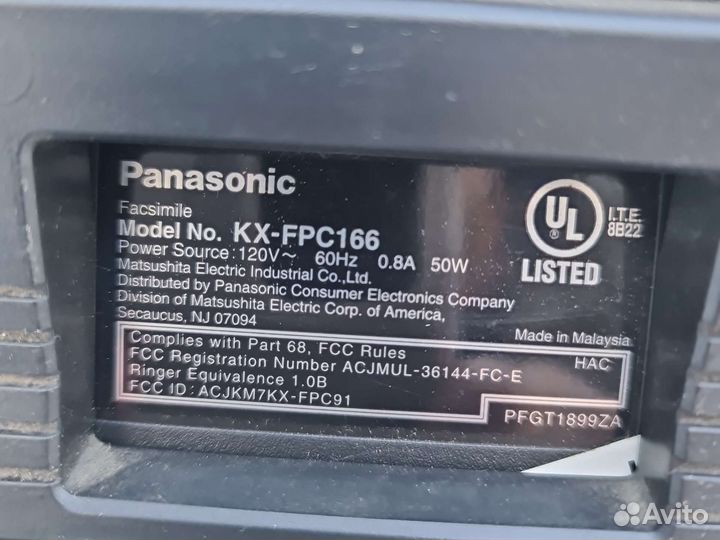 Panasonic
Facsimile
Model No. KX-FPC166
Power Source: 120V~ 60Hz 0.8A 50W
Matsushita Electric Industrial Co.,Ltd.
Distributed by Panasonic Consumer Electronics Company
Division of Matsushita Electric Corp. of America,
Secaucus, NJ 07094
UL
LISTED
I.T.E.
8B22
Made in Malaysia
Complies with Part 68, FCC Rules
HAC
FCC Registration Number ACJMUL-36144-FC-E
Ringer Equivalence 1.0B
FCC ID: ACJKM7KX-FPC91
PFGT1899ZA
Avito